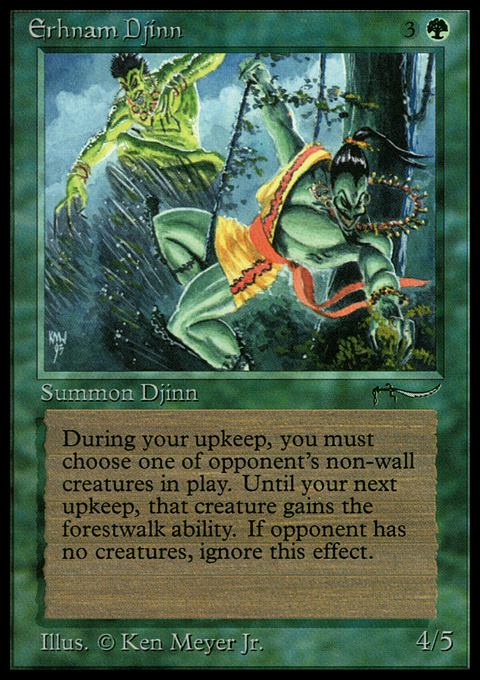 Erhnam Djinn 3
KMJr
93
Summon Djinn
During your upkeep, you must
choose one of opponent's non-wall
creatures in play. Until your next
upkeep, that creature gains the
forestwalk ability. If opponent has
no creatures, ignore this effect.
Illus. © Ken Meyer Jr. 4/5